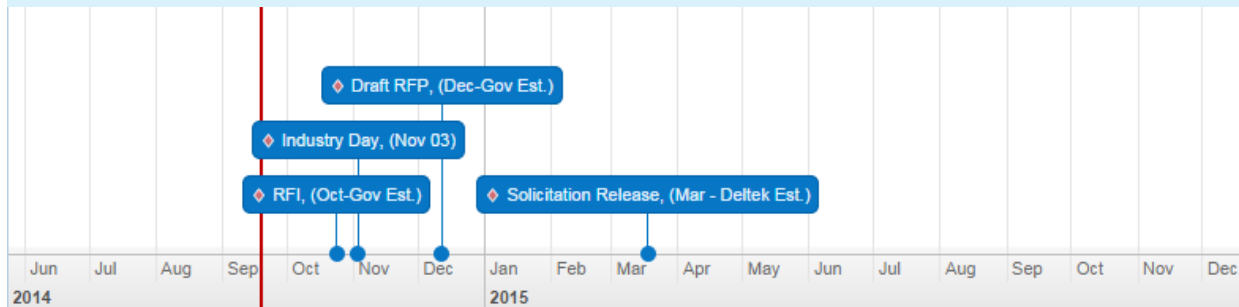 Draft RFP, (Dec-Gov Est.)
Industry Day, (Nov 03)
RFI, (Oct-Gov Est.)
Solicitation Release, (Mar - Deltek Est.)
Jun Jul Aug Sep Oct Nov Dec Jan Feb Mar Apr May Jun Jul Aug Sep Oct Nov Dec
2014 2015